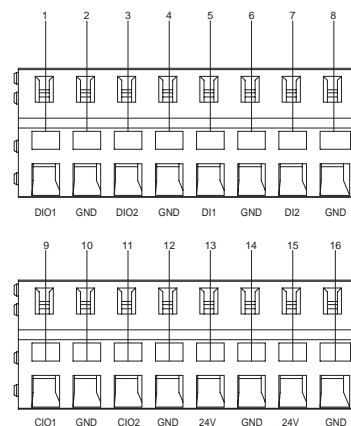 1 2 3 4 5 6 7 8
DIO1 GND DIO2 GND DI1 GND DI2 GND
9 10 11 12 13 14 15 16
CIO1 GND CIO2 GND 24V GND 24V GND